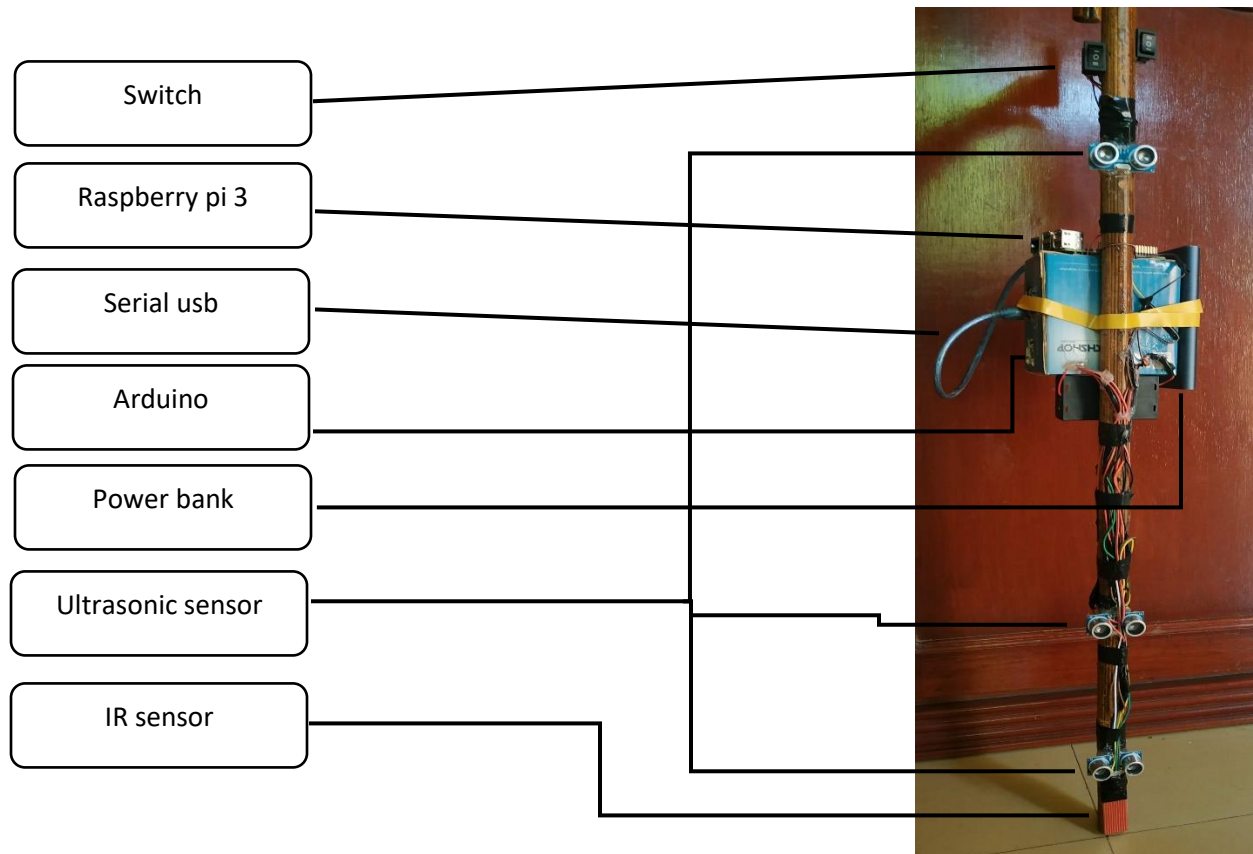 Switch
Raspberry pi 3
Serial usb
Arduino
Power bank
Ultrasonic sensor
IR sensor